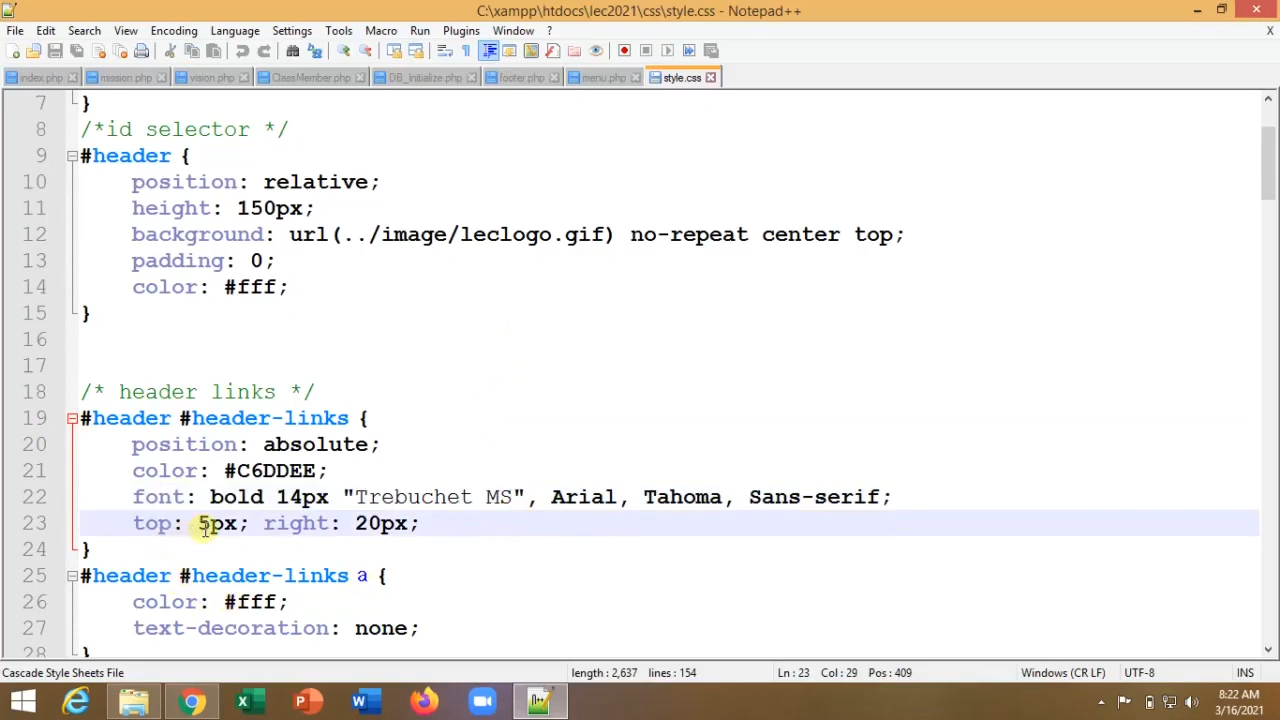 C:\xampp\htdocs\lec2021\css\style.css - Notepad++
File Edit Search View Encoding Language Settings Tools Macro Run Plugins Window ? X
index.php mission.php vision.php ClassMember.php DB_Initialize.php footer.php menu.php style.css
7 }
8 /*id selector */
9 #header {
10 position: relative;
11 height: 150px;
12 background: url(../image/leclogo.gif) no-repeat center top;
13 padding: 0;
14 color: #fff;
15 }
16
17
18 /* header links */
19 #header #header-links {
20 position: absolute;
21 color: #C6DDEE;
22 font: bold 14px "Trebuchet MS", Arial, Tahoma, Sans-serif;
23 top: 5px; right: 20px;
24 }
25 #header #header-links a {
26 color: #fff;
27 text-decoration: none;
28 }
Cascade Style Sheets File length : 2,637 lines : 154 Ln : 23 Col : 29 Pos : 409 Windows (CR LF) UTF-8 INS
8:22 AM
3/16/2021